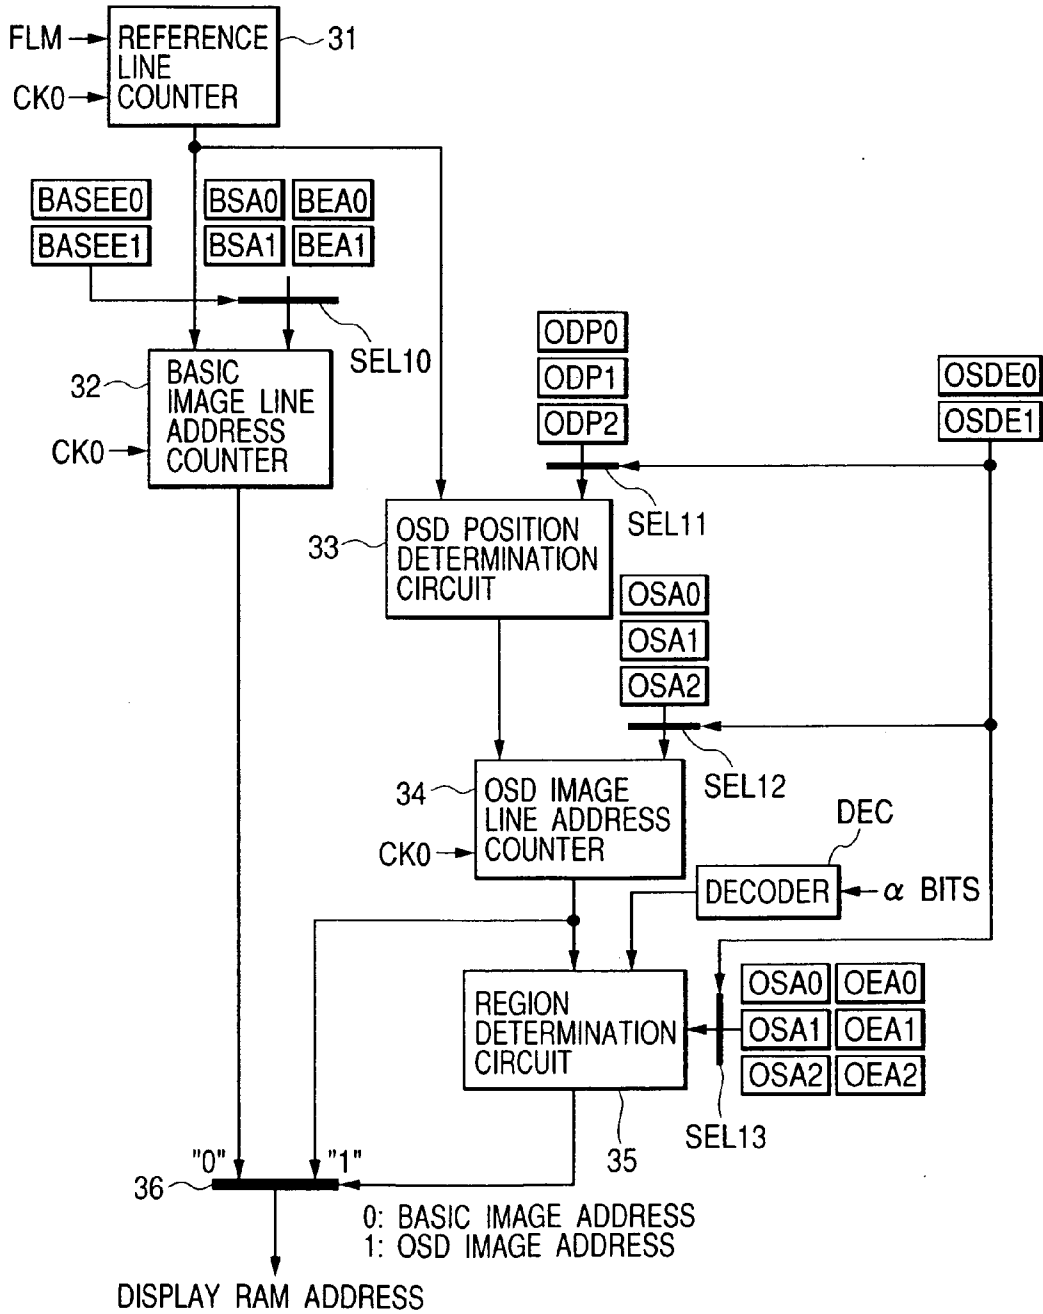 FLM
REFERENCE
LINE
COUNTER
31
CK0
BASEE0
BASEE1
BSA0
BEA0
BSA1
BEA1
SEL10
32
BASIC
IMAGE LINE
ADDRESS
COUNTER
CK0
ODP0
ODP1
ODP2
OSDE0
OSDE1
SEL11
33
OSD POSITION
DETERMINATION
CIRCUIT
OSA0
OSA1
OSA2
SEL12
34
OSD IMAGE
LINE ADDRESS
COUNTER
CK0
DEC
DECODER
α BITS
REGION
DETERMINATION
CIRCUIT
OSA0
OEA0
OSA1
OEA1
OSA2
OEA2
SEL13
35
"0"
"1"
36
0: BASIC IMAGE ADDRESS
1: OSD IMAGE ADDRESS
DISPLAY RAM ADDRESS